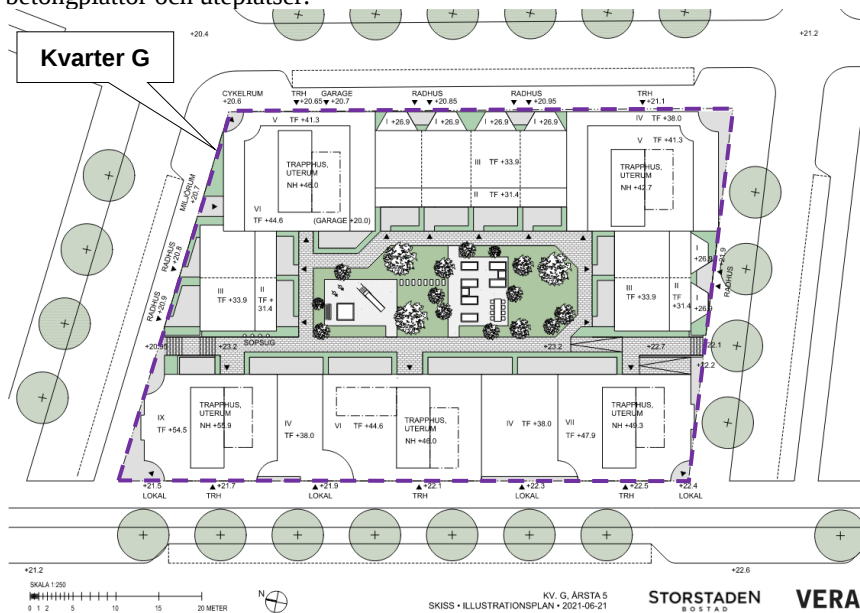 betongplattor och uteplatser.
+20.4
+21.2
Kvarter G
CYKELRUM
+20.6
TRH
+20.65
GARAGE
+20.7
RADHUS
+20.85
RADHUS
+20.95
TRH
+21.1
V TF +41.3
I +26.9
I +26.9
I +26.9
I +26.9
IV TF +38.0
V TF +41.3
TRAPPHUS,
UTERUM
NH +46.0
III TF +33.9
II TF +31.4
TRAPPHUS,
UTERUM
NH +42.7
MILJÖRUM
+20.7
VI
TF +44.6
(GARAGE +20.0)
RADHUS
+20.8
RADHUS
+20.9
III
TF +33.9
II
TF +
31.4
III
TF +33.9
II
TF +
31.4
I
+26.9
I
+26.9
+21.9
RADHUS
SOPSUG
+20.95
+23.2
+23.2
+22.7
+22.1
+22.2
IX
TF +54.5
TRAPPHUS,
UTERUM
NH +55.9
IV
TF +38.0
VI TF +44.6
TRAPPHUS,
UTERUM
NH +46.0
IV TF +38.0
VII
TF +47.9
TRAPPHUS,
UTERUM
NH +49.3
+21.5
LOKAL
+21.7
TRH
+21.9
LOKAL
+22.1
TRH
+22.3
LOKAL
+22.5
TRH
+22.4
LOKAL
+21.2
+22.6
SKALA 1:250
0 1 2 5 10 15 20 METER
N
KV. G, ÅRSTA 5
SKISS • ILLUSTRATIONSPLAN • 2021-06-21
STORSTADEN
BOSTAD
VERA